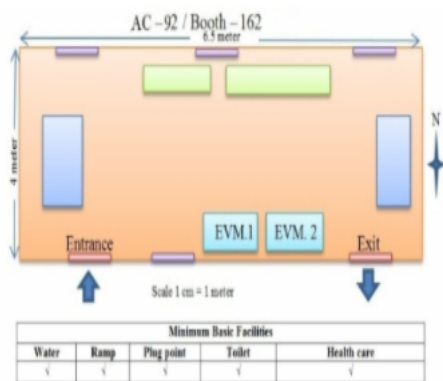 AC – 92 / Booth – 162
6.5 meter
4 meter
N
EVM.1 EVM. 2
Entrance Exit
Scale 1 cm = 1 meter
Minimum Basic Facilities
Water Ramp Plug point Toilet Health care
√ √ √ √ √